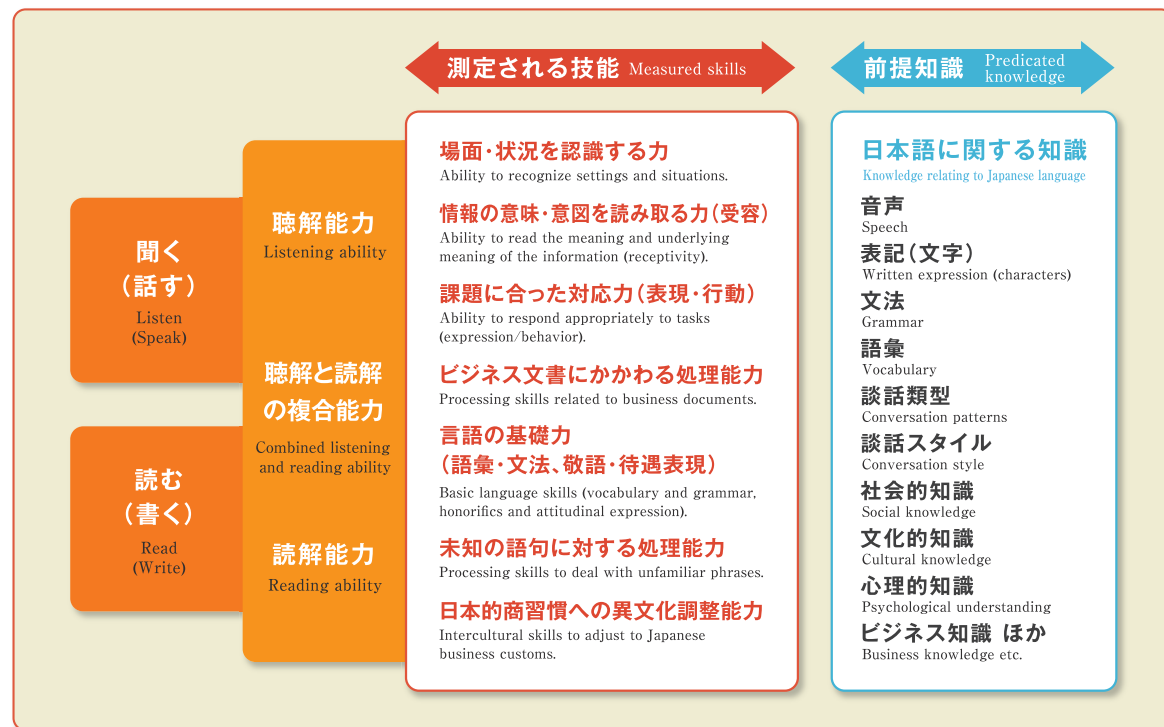 測定される技能 Measured skills
前提知識 Predicated
knowledge
聞く
（話す）
Listen
(Speak)
読む
（書く）
Read
(Write)
聴解能力
Listening ability
聴解と読解
の複合能力
Combined listening
and reading ability
読解能力
Reading ability
場面・状況を認識する力
Ability to recognize settings and situations.
情報の意味・意図を読み取る力（受容）
Ability to read the meaning and underlying
meaning of the information (receptivity).
課題に合った対応力（表現・行動）
Ability to respond appropriately to tasks
(expression/behavior).
ビジネス文書にかかわる処理能力
Processing skills related to business documents.
言語の基礎力
（語彙・文法、敬語・待遇表現）
Basic language skills (vocabulary and grammar,
honorifics and attitudinal expression).
未知の語句に対する処理能力
Processing skills to deal with unfamiliar phrases.
日本的商習慣への異文化調整能力
Intercultural skills to adjust to Japanese
business customs.
日本語に関する知識
Knowledge relating to Japanese language
音声
Speech
表記（文字）
Written expression (characters)
文法
Grammar
語彙
Vocabulary
談話類型
Conversation patterns
談話スタイル
Conversation style
社会的知識
Social knowledge
文化的知識
Cultural knowledge
心理的知識
Psychological understanding
ビジネス知識 ほか
Business knowledge etc.